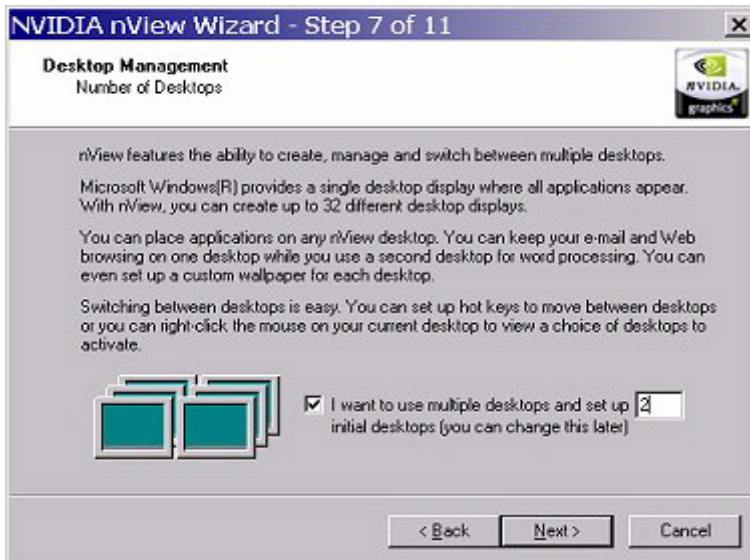 NVIDIA nView Wizard - Step 7 of 11
Desktop Management
Number of Desktops
NVIDIA.
graphics
nView features the ability to create, manage and switch between multiple desktops.
Microsoft Windows(R) provides a single desktop display where all applications appear.
With nView, you can create up to 32 different desktop displays.
You can place applications on any nView desktop. You can keep your e-mail and Web
browsing on one desktop while you use a second desktop for word processing. You can
even set up a custom wallpaper for each desktop.
Switching between desktops is easy. You can set up hot keys to move between desktops
or you can right-click the mouse on your current desktop to view a choice of desktops to
activate.
I want to use multiple desktops and set up 2
initial desktops (you can change this later)
< Back Next > Cancel